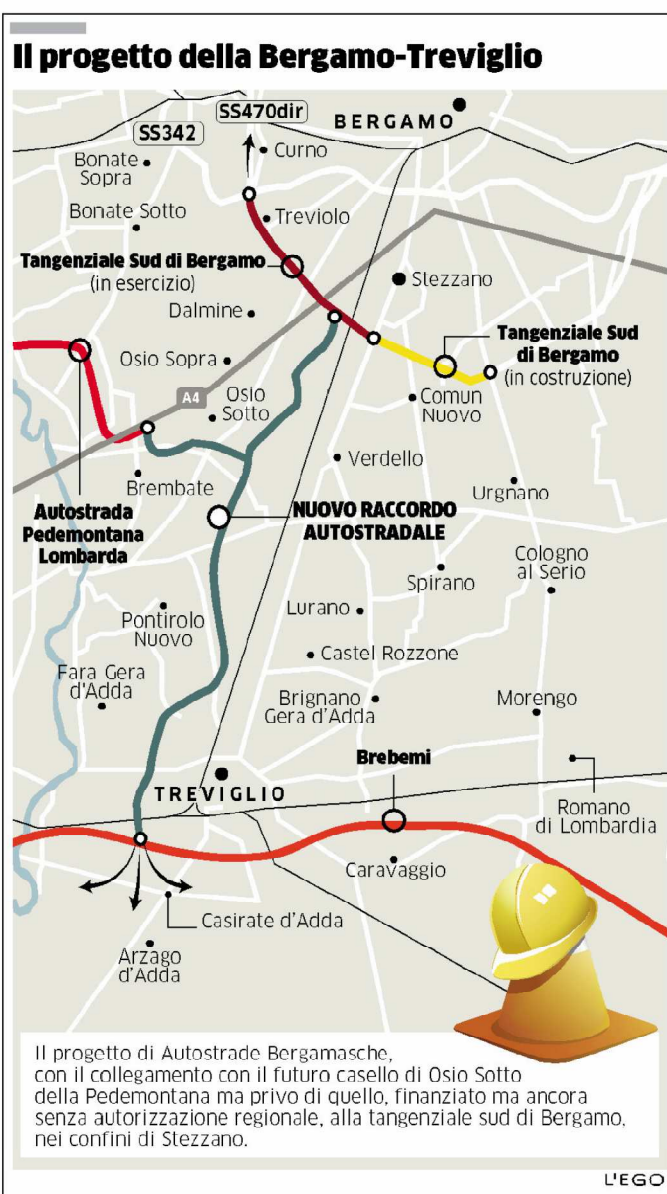 Il progetto della Bergamo-Treviglio
SS470dir
BERGAMO
SS342
Curno
Bonate
Sopra
Bonate Sotto
Treviolo
Tangenziale Sud di Bergamo
(in esercizio)
Stezzano
Dalmine
Tangenziale Sud
di Bergamo
(in costruzione)
Osio Sopra
A4
Osio
Sotto
Comun
Nuovo
Verdello
Brembate
Urgnano
Autostrada
Pedemontana
Lombarda
NUOVO RACCORDO
AUTOSTRADALE
Cologno
al Serio
Spirano
Pontirolo
Nuovo
Lurano
Castel Rozzone
Fara Gera
d'Adda
Brignano
Gera d'Adda
Morengo
Brebemi
TREVIGLIO
Romano
di Lombardia
Caravaggio
Casirate d'Adda
Arzago
d'Adda
Il progetto di Autostrade Bergamasche,
con il collegamento con il futuro casello di Osio Sotto
della Pedemontana ma privo di quello, finanziato ma ancora
senza autorizzazione regionale, alla tangenziale sud di Bergamo,
nei confini di Stezzano.
L'EGO